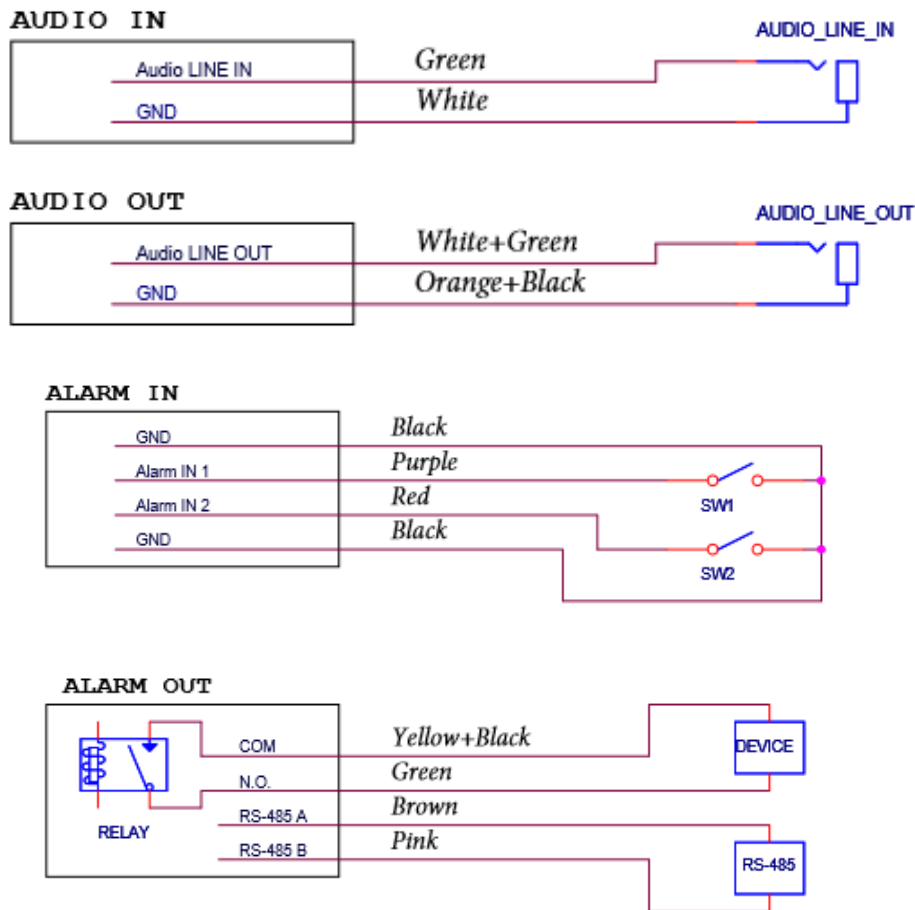 AUDIO IN
AUDIO_LINE_IN
Audio LINE IN
Green
GND
White
AUDIO OUT
AUDIO_LINE_OUT
Audio LINE OUT
White+Green
GND
Orange+Black
ALARM IN
GND
Black
Alarm IN 1
Purple
SW1
Alarm IN 2
Red
GND
Black
SW2
ALARM OUT
COM
Yellow+Black
DEVICE
N.O.
Green
RELAY
RS-485 A
Brown
RS-485 B
Pink
RS-485